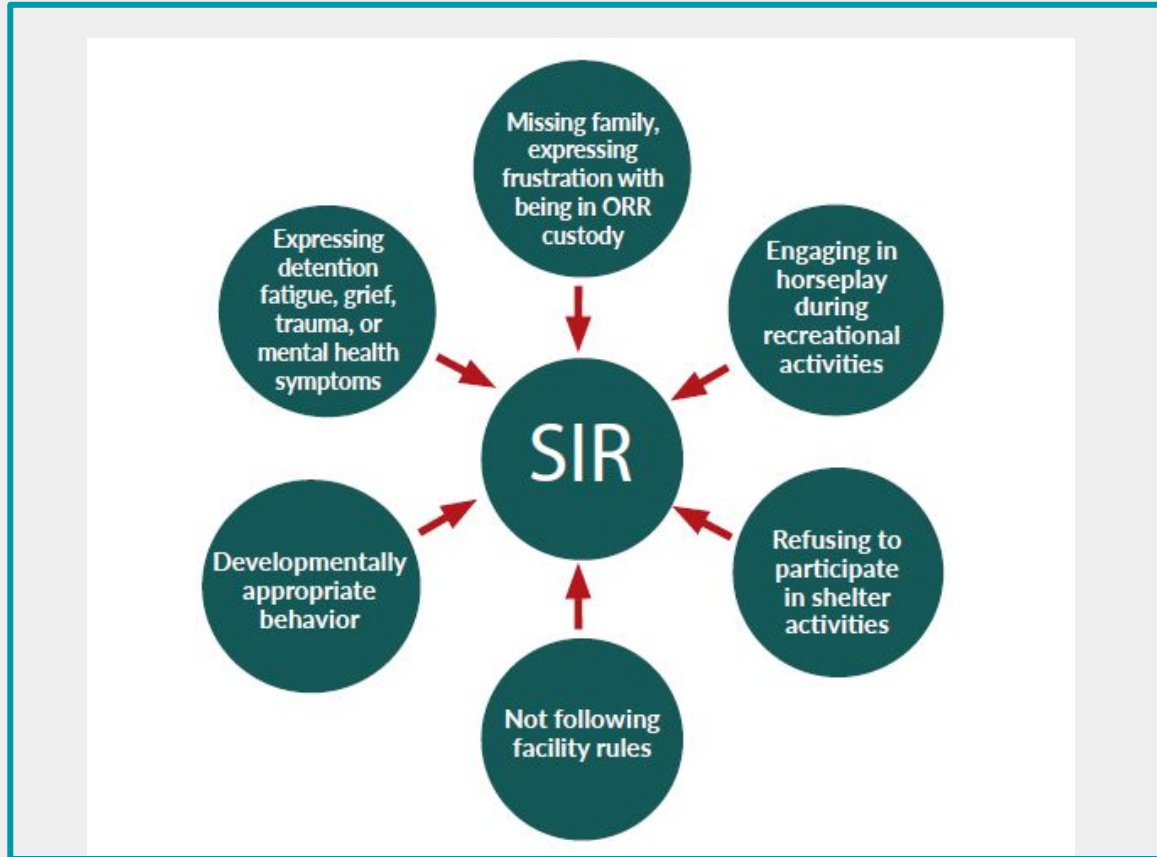 Missing family,
expressing
frustration with
being in ORR
custody
Expressing
detention
fatigue, grief,
trauma, or
mental health
symptoms
Engaging in
horseplay
during
recreational
activities
SIR
Developmentally
appropriate
behavior
Refusing to
participate
in shelter
activities
Not following
facility rules